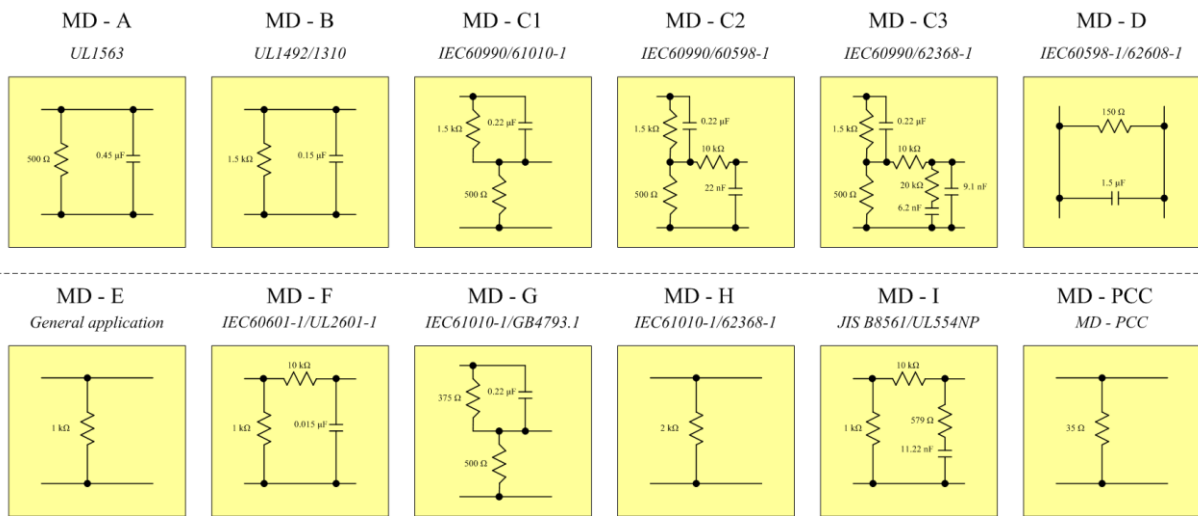 MD - A
UL1563
500 Ω
0.45 μF
MD - B
UL1492/1310
1.5 kΩ
0.15 μF
MD - C1
IEC60990/61010-1
1.5 kΩ
0.22 μF
500 Ω
MD - C2
IEC60990/60598-1
1.5 kΩ
0.22 μF
10 kΩ
500 Ω
22 nF
MD - C3
IEC60990/62368-1
1.5 kΩ
0.22 μF
10 kΩ
500 Ω
20 kΩ
9.1 nF
6.2 nF
MD - D
IEC60598-1/62608-1
150 Ω
1.5 μF
MD - E
General application
1 kΩ
MD - F
IEC60601-1/UL2601-1
10 kΩ
1 kΩ
0.015 μF
MD - G
IEC61010-1/GB4793.1
375 Ω
0.22 μF
500 Ω
MD - H
IEC61010-1/62368-1
2 kΩ
MD - I
JIS B8561/UL554NP
10 kΩ
1 kΩ
579 Ω
11.22 nF
MD - PCC
MD - PCC
35 Ω